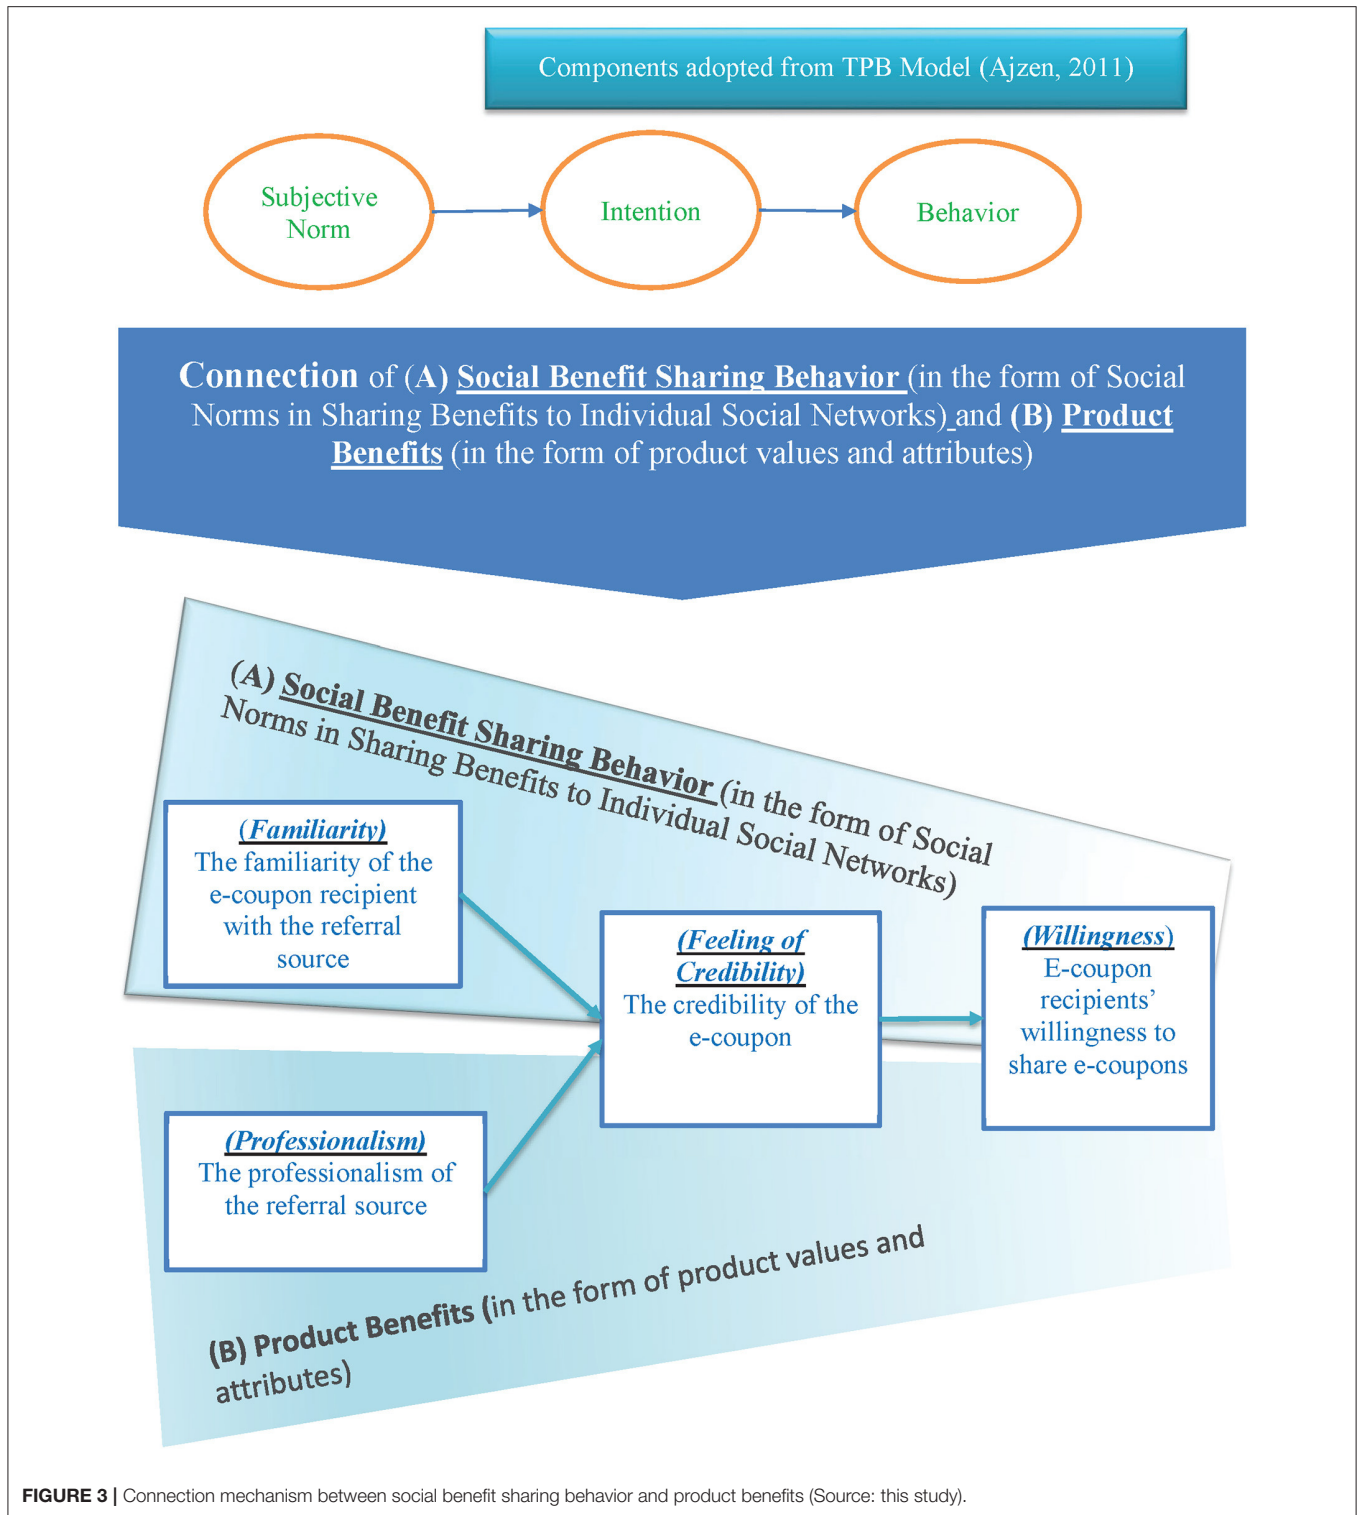 Components adopted from TPB Model (Ajzen, 2011)
Subjective
Norm
Intention
Behavior
Connection of (A) Social Benefit Sharing Behavior (in the form of Social
Norms in Sharing Benefits to Individual Social Networks) and (B) Product
Benefits (in the form of product values and attributes)
(A) Social Benefit Sharing Behavior (in the form of Social
Norms in Sharing Benefits to Individual Social Networks)
(Familiarity)
The familiarity of the
e-coupon recipient
with the referral
source
(Feeling of
Credibility)
The credibility of the
e-coupon
(Willingness)
E-coupon
recipients’
willingness to
share e-coupons
(Professionalism)
The professionalism of
the referral source
(B) Product Benefits (in the form of product values and
attributes)
FIGURE 3 | Connection mechanism between social benefit sharing behavior and product benefits (Source: this study).